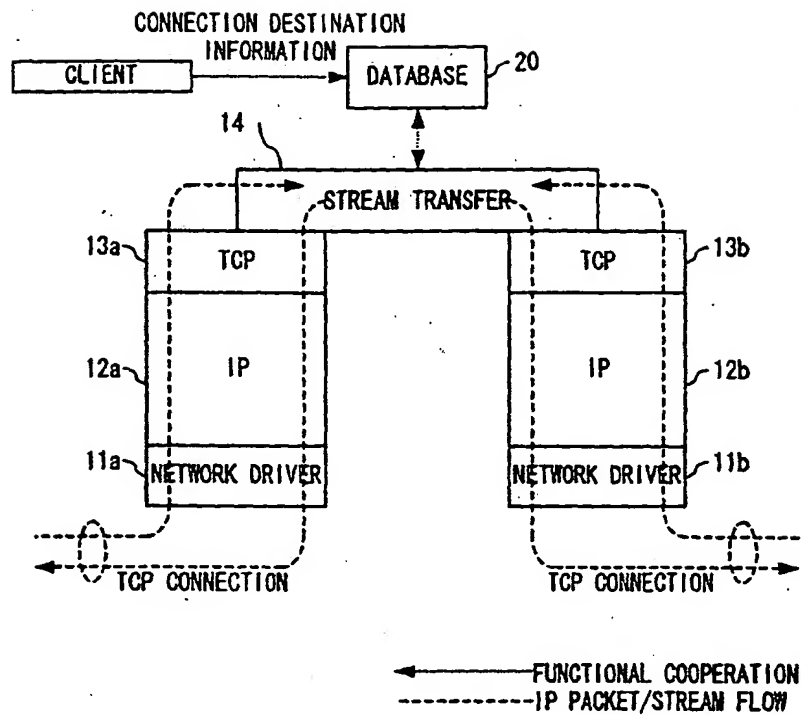 CONNECTION DESTINATION
INFORMATION
CLIENT
DATABASE
20
14
STREAM TRANSFER
13a
TCP
TCP
13b
12a
IP
IP
12b
11a
NETWORK DRIVER
NETWORK DRIVER
11b
TCP CONNECTION
TCP CONNECTION
FUNCTIONAL COOPERATION
IP PACKET/STREAM FLOW